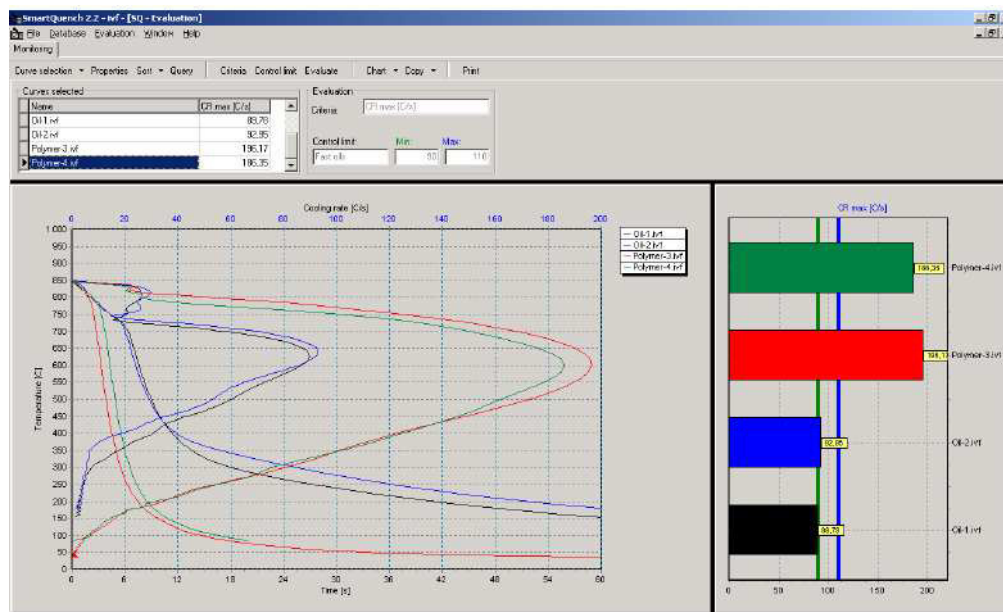 SmartQuench 2.2 - ivf - [SQ - Evaluation]
File Database Evaluation Window Help
Monitoring
Curve selection Properties Sort Query Criteria Control limit Evaluate Chart Copy Print
Curves selected
Name CR max [C/s]
Oil-1.ivf 89,78
Oil-2.ivf 92,85
Polymer-3.ivf 196,17
Polymer-4.ivf 186,35
Evaluation
Criteria: CR max [C/s]
Control limit: Min: Max:
Fast oils 90 110
Cooling rate [C/s]
0 20 40 60 80 100 120 140 160 180 200
1 000
950
900
850
800
750
700
650
600
550
500
450
400
350
300
250
200
150
100
50
0
Temperature [C]
0 6 12 18 24 30 36 42 48 54 60
Time [s]
Oil-1.ivf
Oil-2.ivf
Polymer-3.ivf
Polymer-4.ivf
CR max [C/s]
186,35 Polymer-4.ivf
196,17 Polymer-3.ivf
92,85 Oil-2.ivf
89,78 Oil-1.ivf
0 50 100 150 200